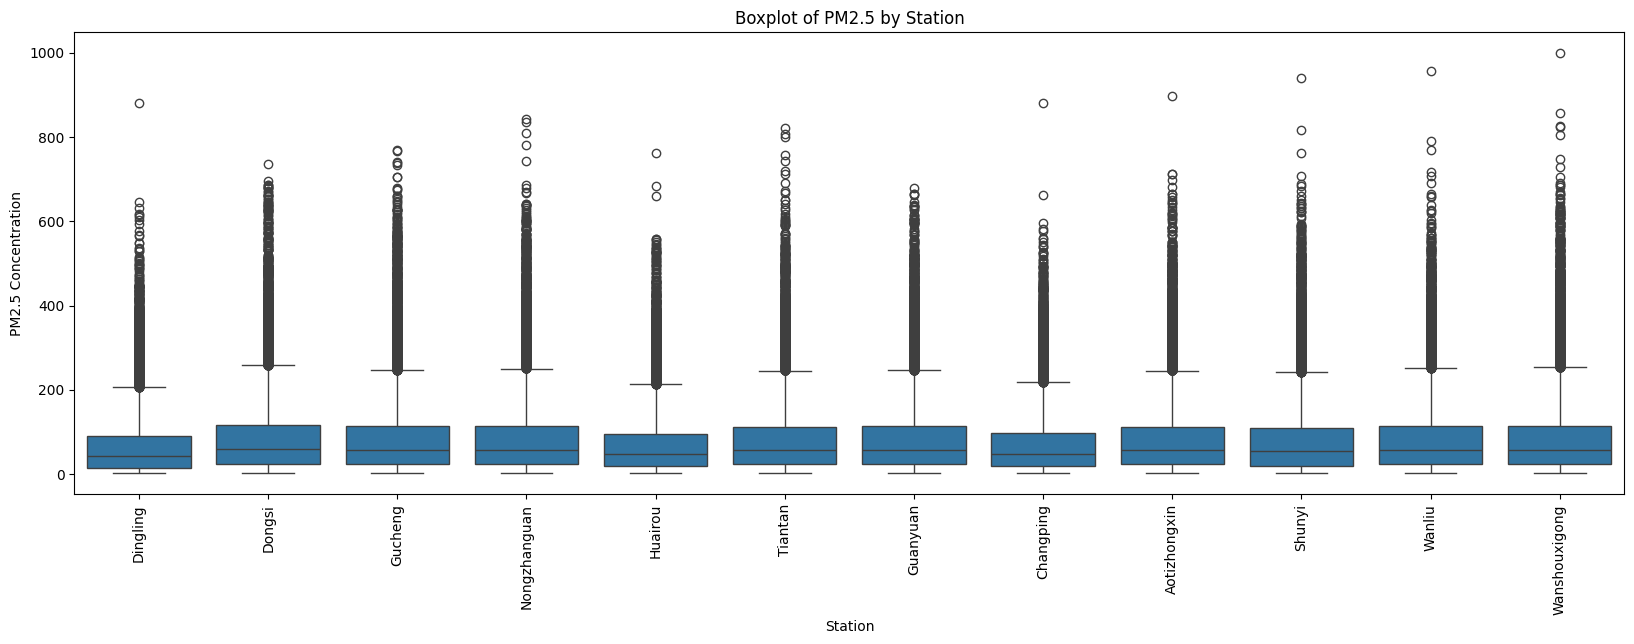 Boxplot of PM2.5 by Station
PM2.5 Concentration
1000
800
600
400
200
0
Dingling
Dongsi
Gucheng
Nongzhanguan
Huairou
Tiantan
Guanyuan
Changping
Aotizhongxin
Shunyi
Wanliu
Wanshouxigong
Station